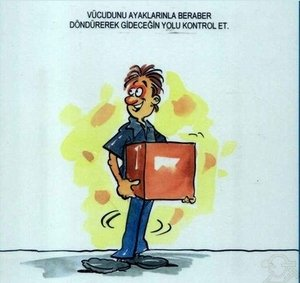 VÜCUDUNU AYAKLARINLA BERABER
DÖNDÜREREK GİDECEĞİN YOLU KONTROL ET.